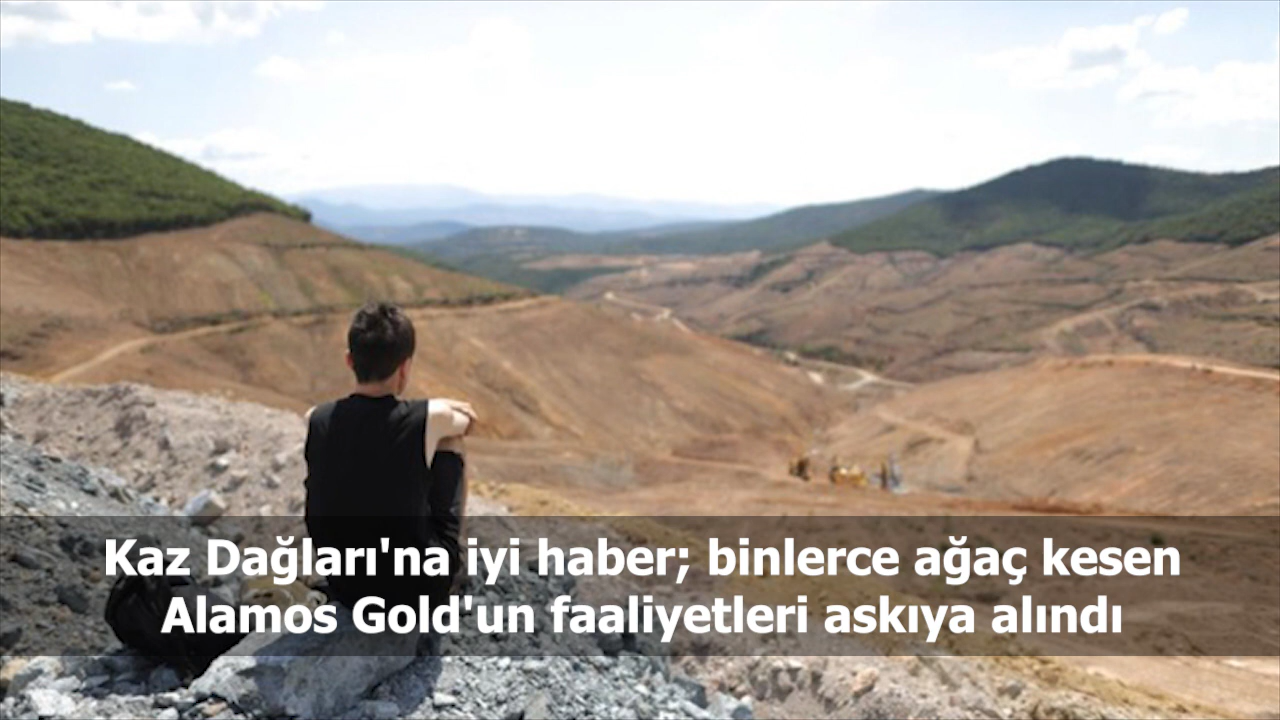 Kaz Dağları'na iyi haber; binlerce ağaç kesen
Alamos Gold'un faaliyetleri askıya alındı